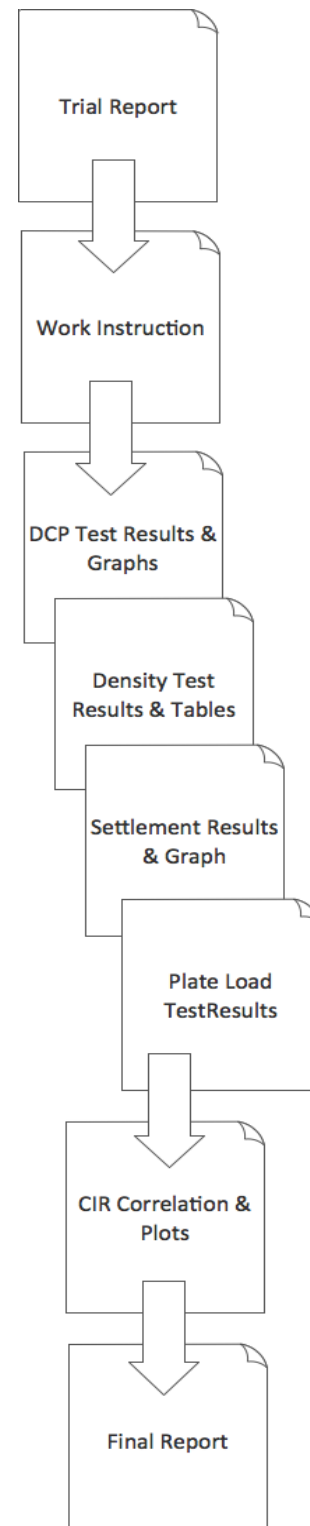 Trial Report
Work Instruction
DCP Test Results &
Graphs
Density Test
Results & Tables
Settlement Results
& Graph
Plate Load
TestResults
CIR Correlation &
Plots
Final Report